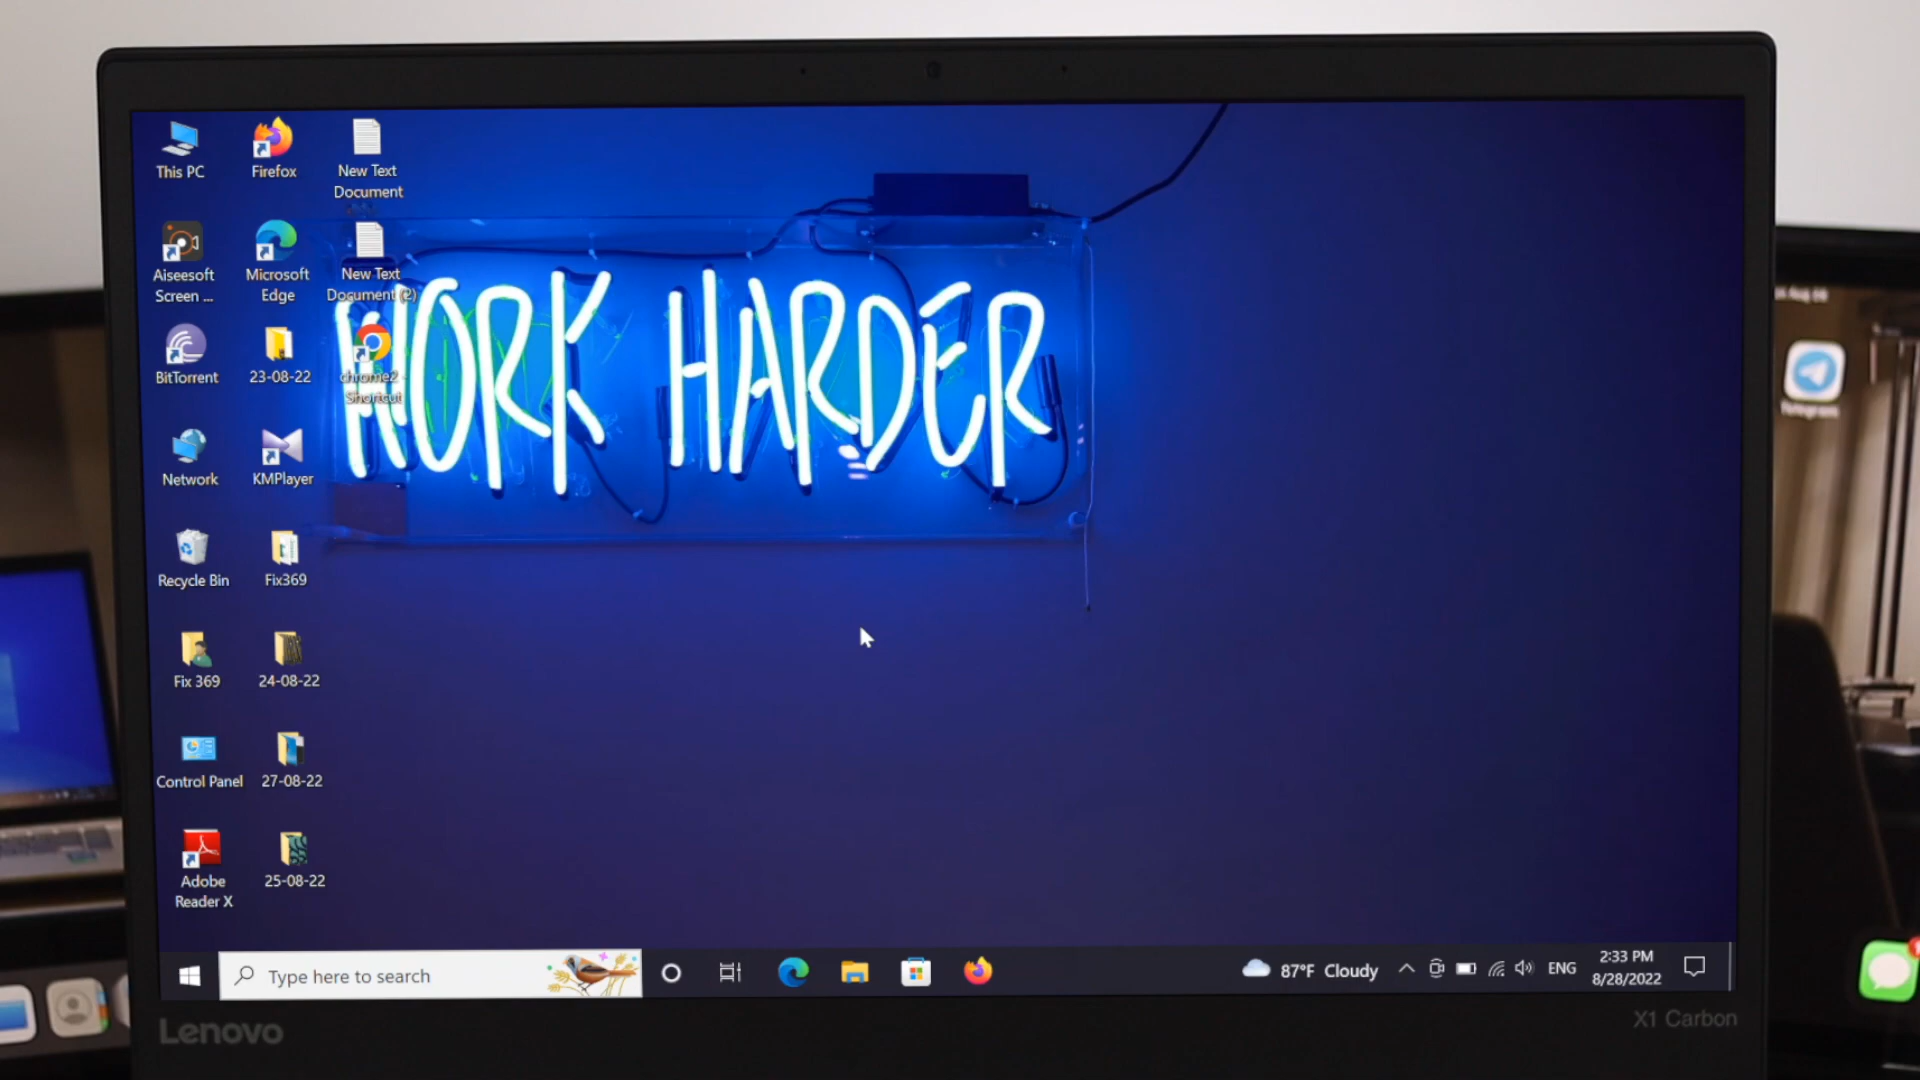 This PC
Firefox
New Text
Document
Aiseesoft
Screen ...
Microsoft
Edge
New Text
Document (2)
WORK HARDER
BitTorrent
23-08-22
chrome2 -
Shortcut
Network
KMPlayer
Recycle Bin
Fix369
Fix 369
24-08-22
Control Panel
27-08-22
Adobe
Reader X
25-08-22
Type here to search
87°F Cloudy
ENG
2:33 PM
8/28/2022
Lenovo
X1 Carbon